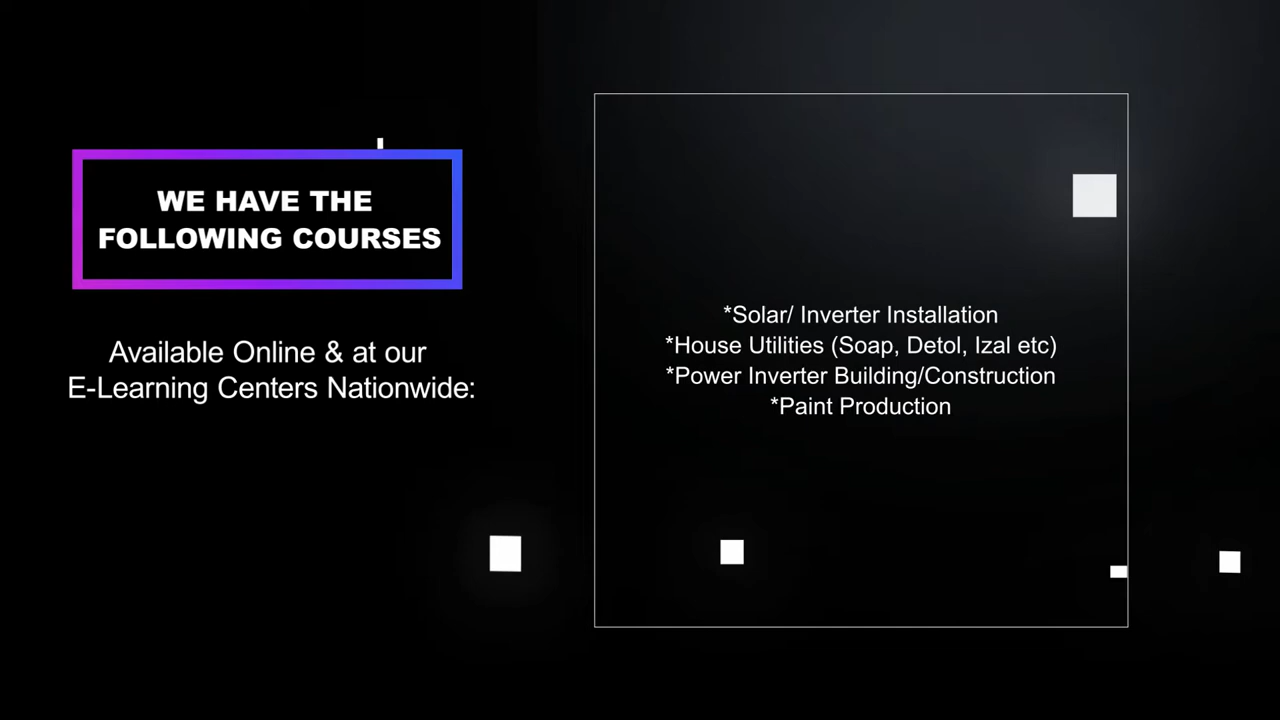 WE HAVE THE
FOLLOWING COURSES
Available Online & at our
E-Learning Centers Nationwide:
*Solar/ Inverter Installation
*House Utilities (Soap, Detol, Izal etc)
*Power Inverter Building/Construction
*Paint Production